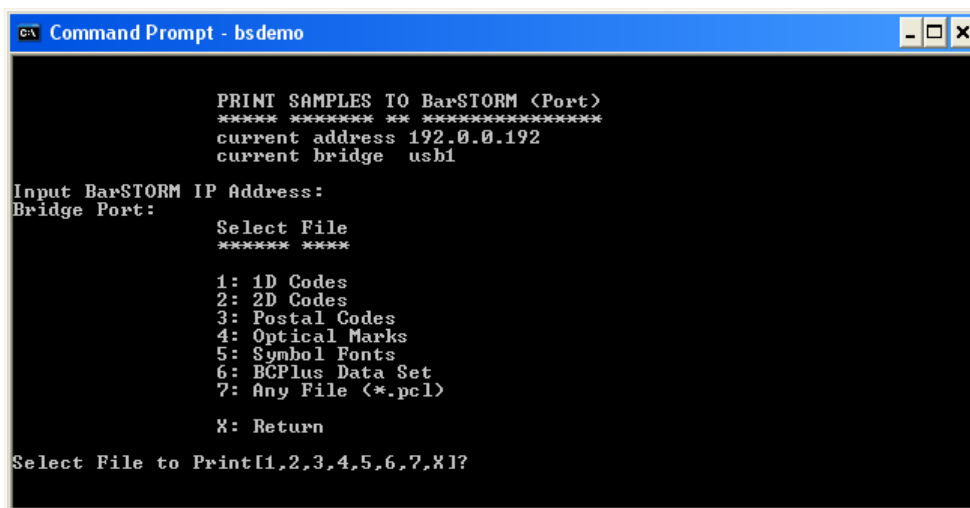 Command Prompt - bsdemo
PRINT SAMPLES TO BarSTORM (Port)
***** ******* ** ***************
current address 192.0.0.192
current bridge usb1
Input BarSTORM IP Address:
Bridge Port:
Select File
****** ****
1: 1D Codes
2: 2D Codes
3: Postal Codes
4: Optical Marks
5: Symbol Fonts
6: BCPlus Data Set
7: Any File (*.pcl)
X: Return
Select File to Print[1,2,3,4,5,6,7,X]?